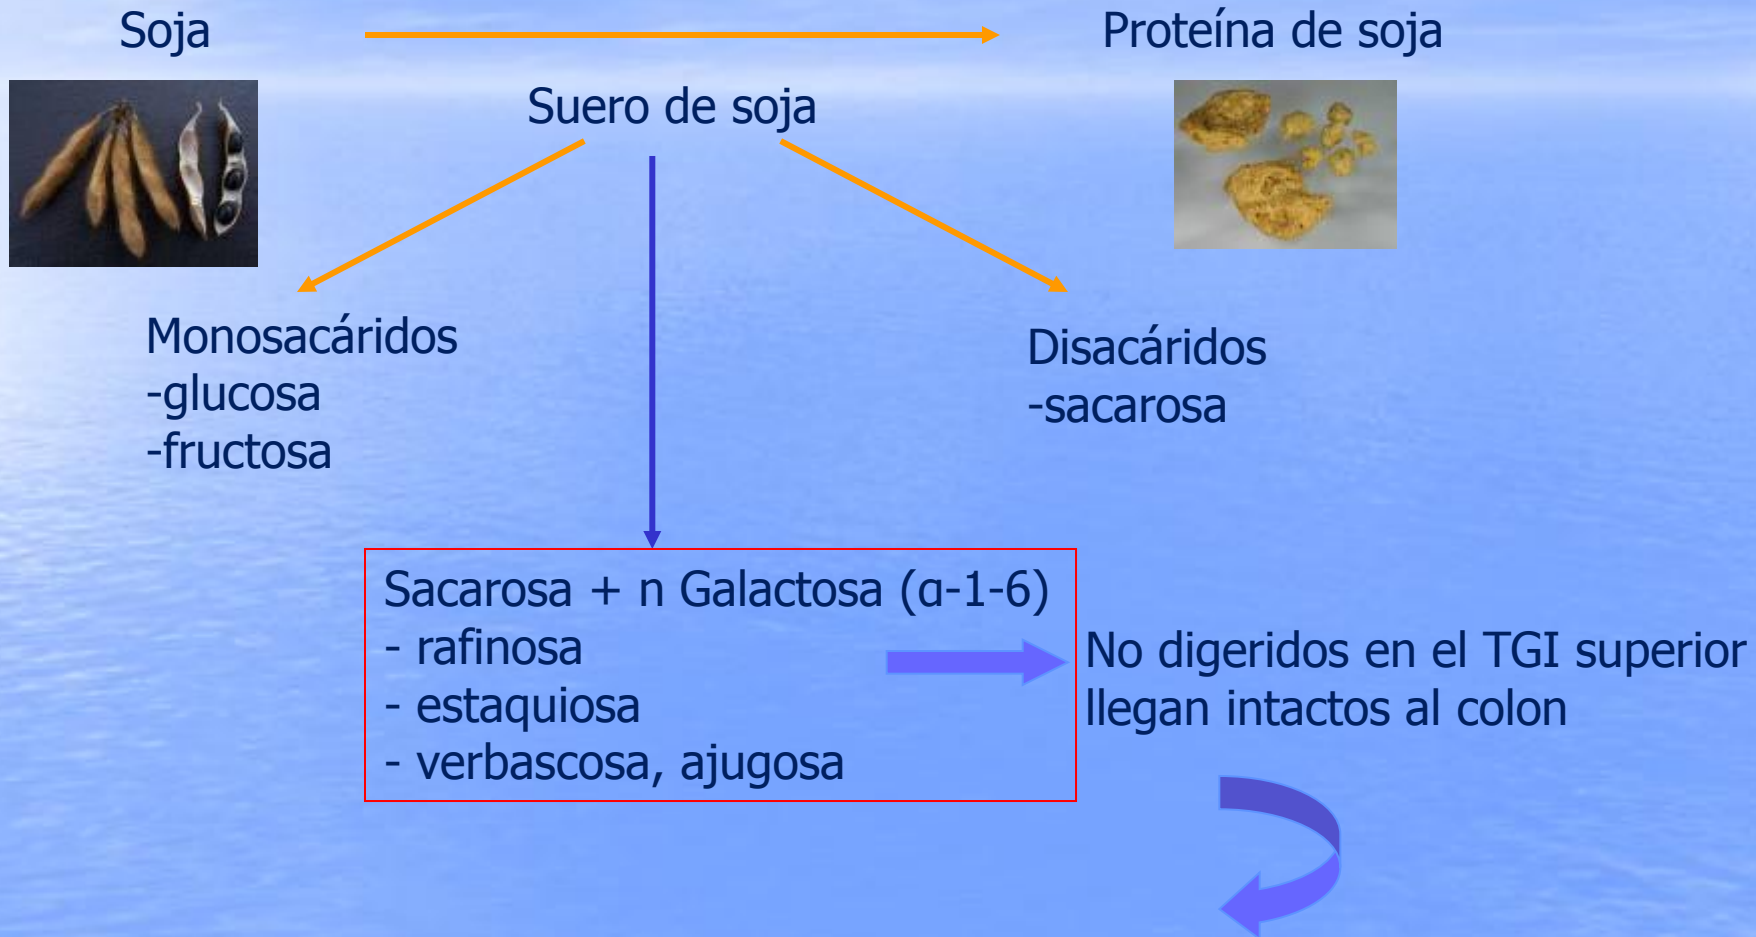 Soja
Proteína de soja
Suero de soja
Monosacáridos
-glucosa
-fructosa
Disacáridos
-sacarosa
Sacarosa + n Galactosa (α-1-6)
- rafinosa
- estaquiosa
- verbascosa, ajugosa
No digeridos en el TGI superior
llegan intactos al colon